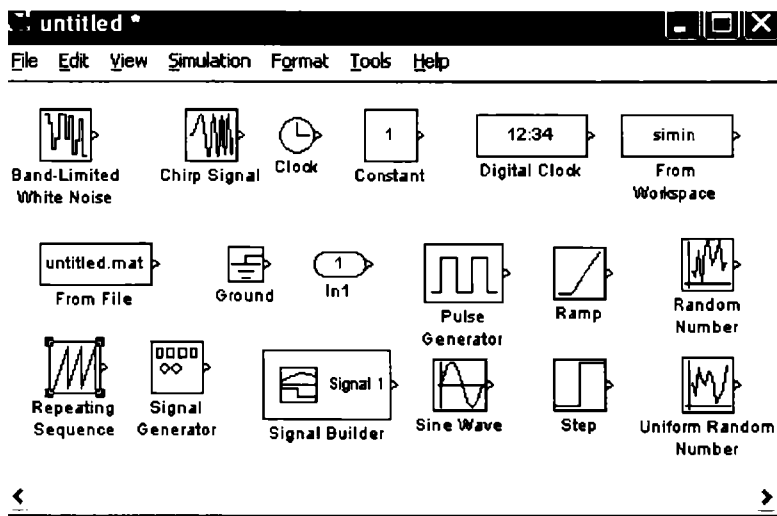 untitled *
File Edit View Simulation Format Tools Help
1 12:34 simin
Band-Limited White Noise
Chirp Signal
Clock
Constant
Digital Clock
From Workspace
untitled.mat
From File
Ground
1
In1
Pulse Generator
Ramp
Random Number
Repeating Sequence
Signal Generator
Signal 1
Signal Builder
Sine Wave
Step
Uniform Random Number